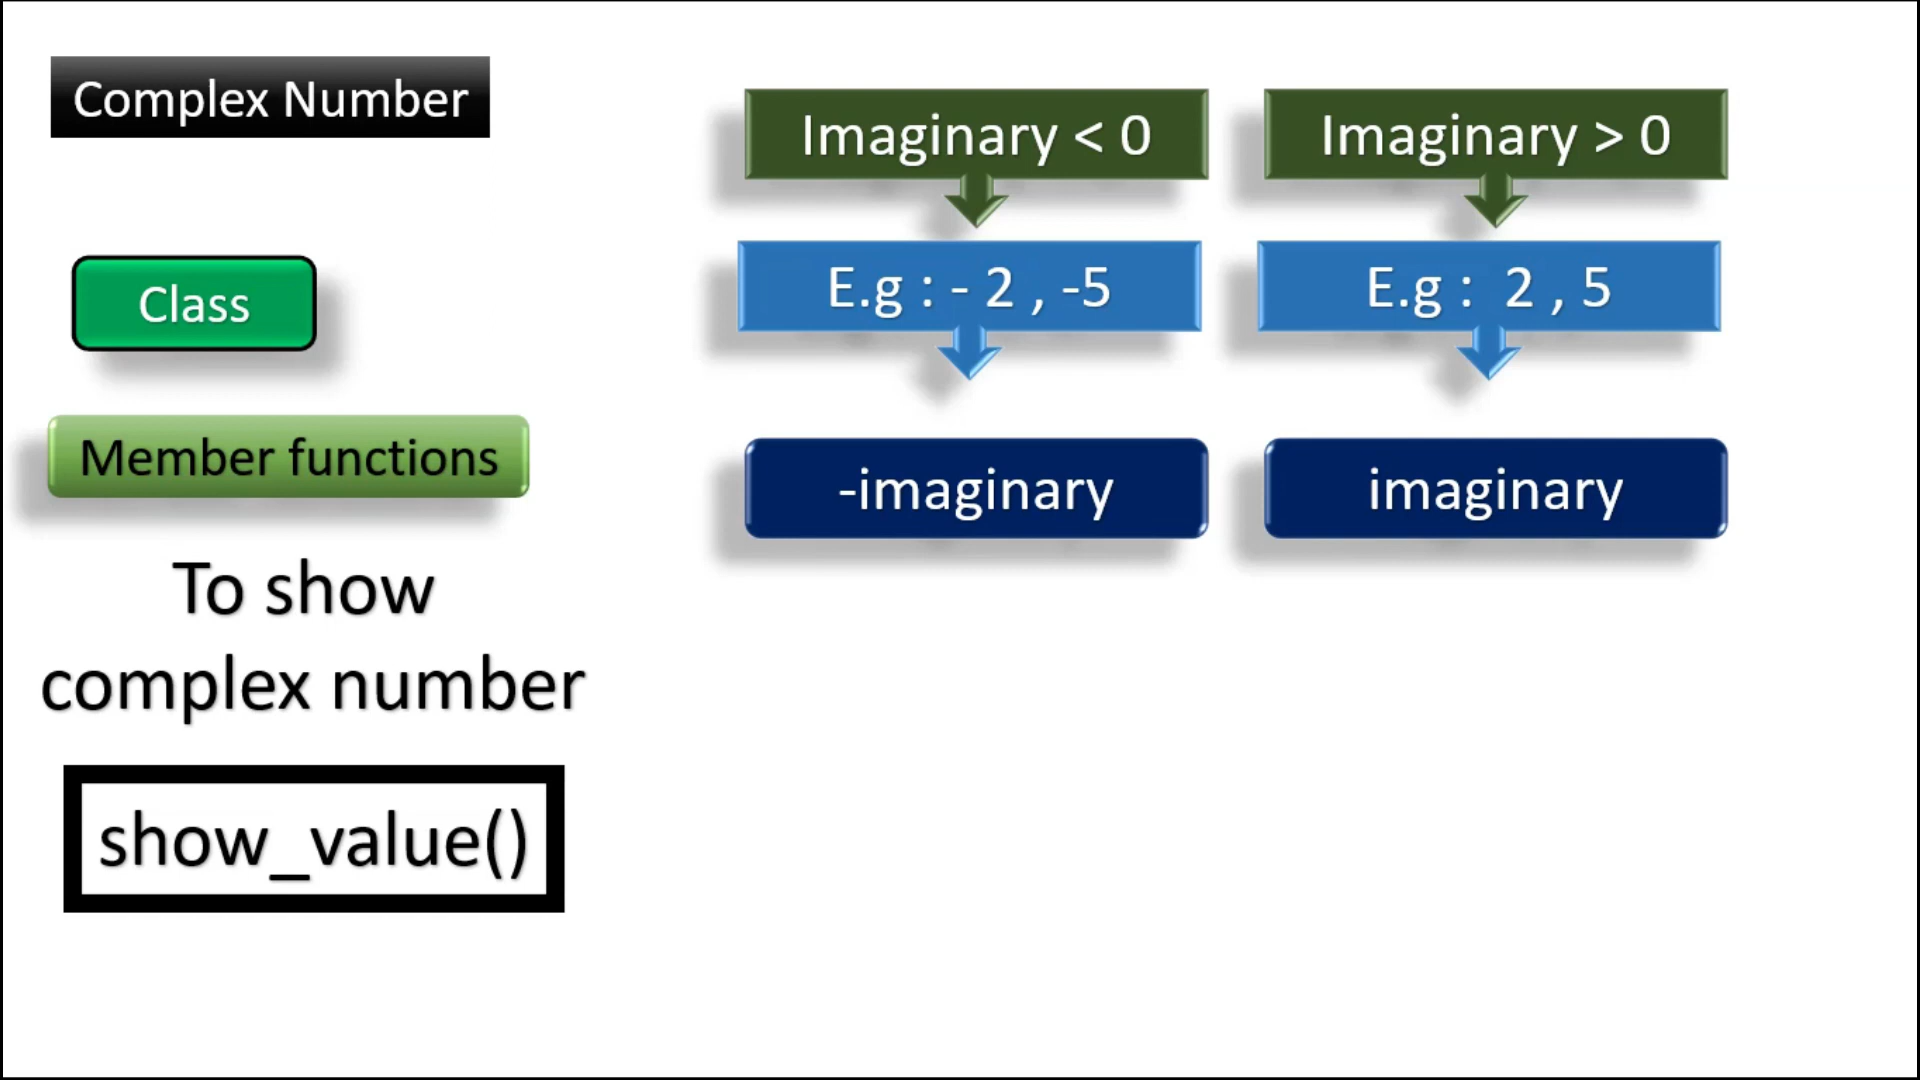 Complex Number
Class
Member functions
To show
complex number
show_value()
Imaginary < 0
E.g : - 2 , -5
-imaginary
Imaginary > 0
E.g :  2 , 5
imaginary